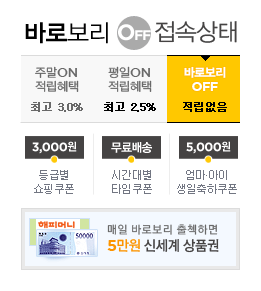 바로보리 OFF 접속상태
주말ON
적립혜택
최고 3,0%
평일ON
적립혜택
최고 2,5%
바로보리
OFF
적립없음
3,000원
등급별
쇼핑쿠폰
무료배송
시간대별
타임쿠폰
5,000원
엄마·아이
생일축하쿠폰
해피머니
50000
매일 바로보리 출첵하면
5만원 신세계 상품권